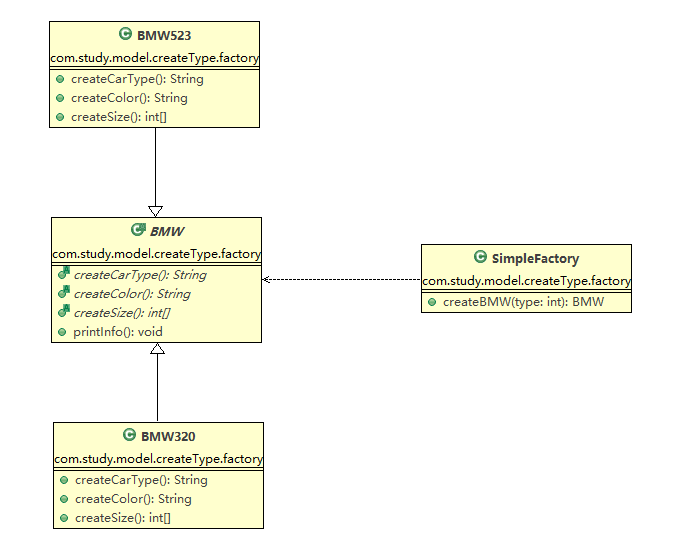 BMW523
com.study.model.createType.factory
createCarType(): String
createColor(): String
createSize(): int[]
BMW
com.study.model.createType.factory
createCarType(): String
createColor(): String
createSize(): int[]
printInfo(): void
SimpleFactory
com.study.model.createType.factory
createBMW(type: int): BMW
BMW320
com.study.model.createType.factory
createCarType(): String
createColor(): String
createSize(): int[]